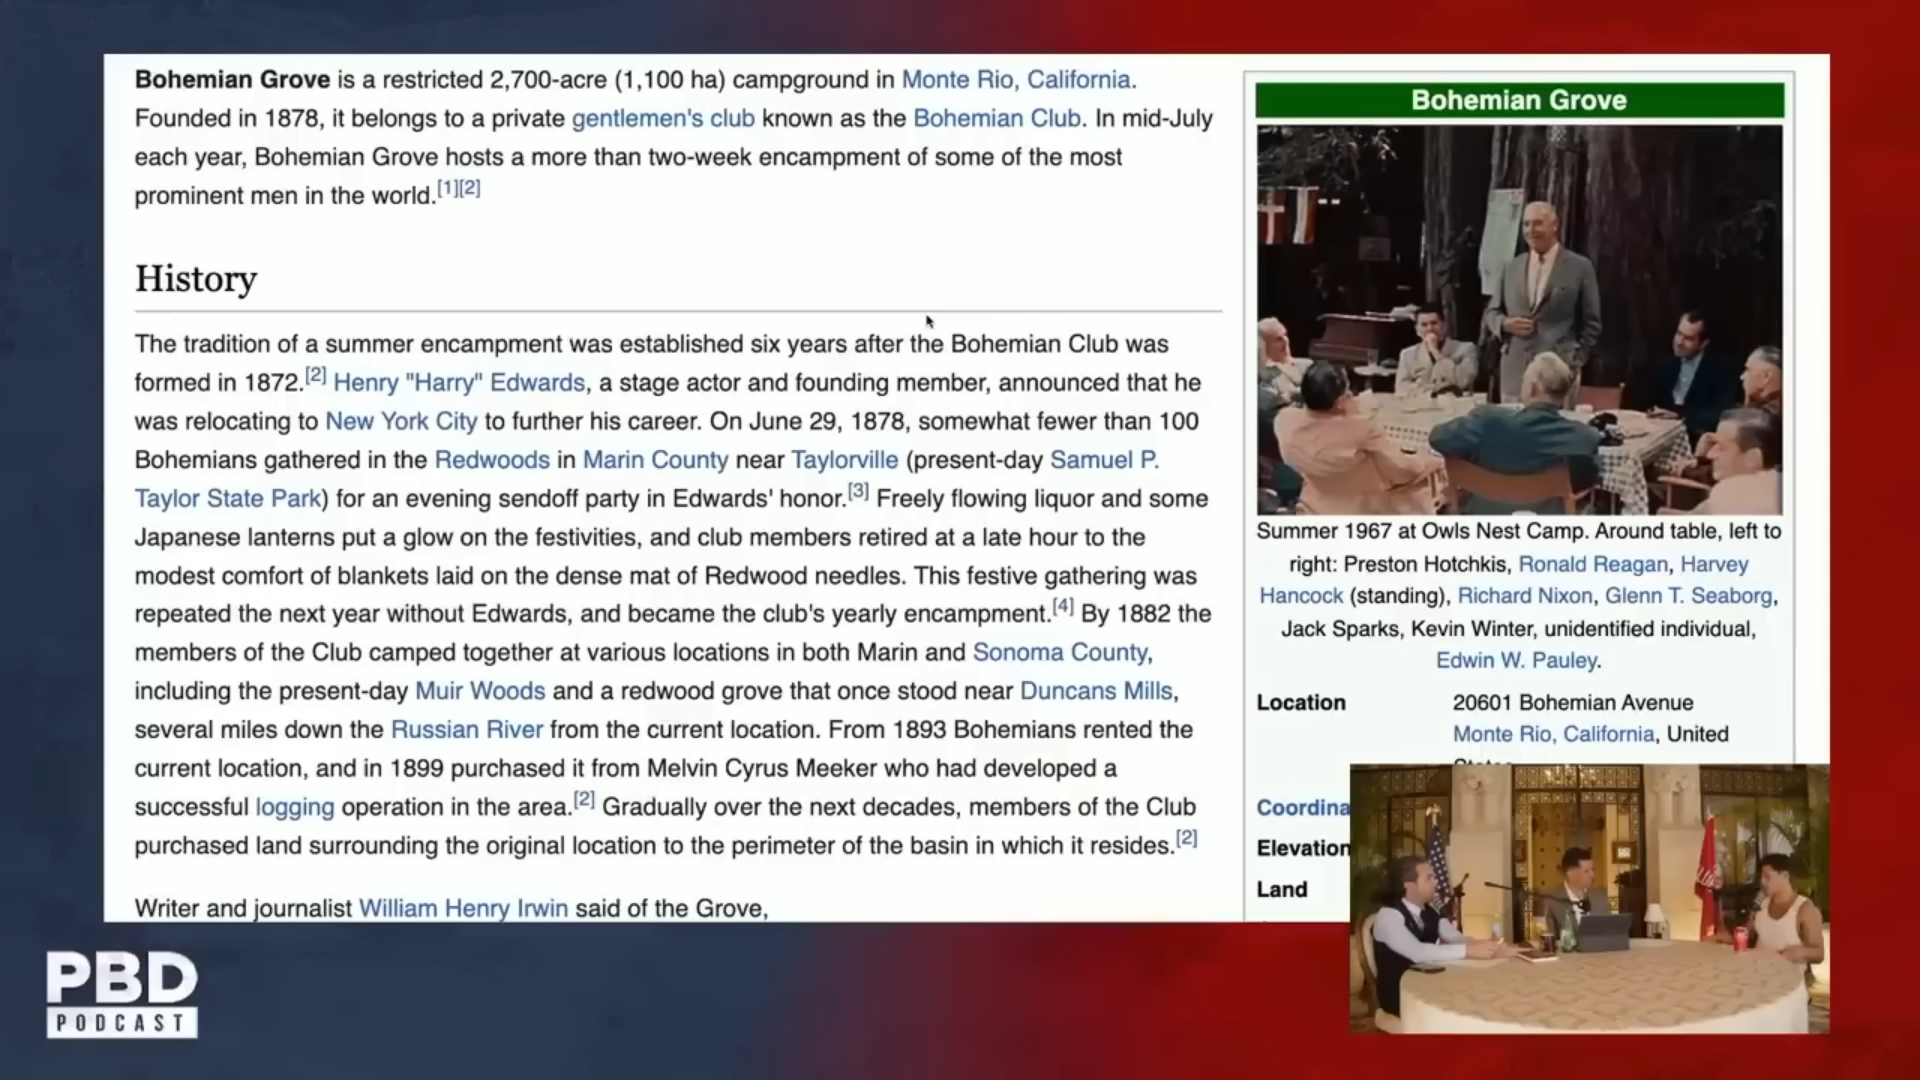 Bohemian Grove is a restricted 2,700-acre (1,100 ha) campground in Monte Rio, California.
Founded in 1878, it belongs to a private gentlemen's club known as the Bohemian Club. In mid-July
each year, Bohemian Grove hosts a more than two-week encampment of some of the most
prominent men in the world.[1][2]
History
The tradition of a summer encampment was established six years after the Bohemian Club was
formed in 1872.[2] Henry "Harry" Edwards, a stage actor and founding member, announced that he
was relocating to New York City to further his career. On June 29, 1878, somewhat fewer than 100
Bohemians gathered in the Redwoods in Marin County near Taylorville (present-day Samuel P.
Taylor State Park) for an evening sendoff party in Edwards' honor.[3] Freely flowing liquor and some
Japanese lanterns put a glow on the festivities, and club members retired at a late hour to the
modest comfort of blankets laid on the dense mat of Redwood needles. This festive gathering was
repeated the next year without Edwards, and became the club's yearly encampment.[4] By 1882 the
members of the Club camped together at various locations in both Marin and Sonoma County,
including the present-day Muir Woods and a redwood grove that once stood near Duncans Mills,
several miles down the Russian River from the current location. From 1893 Bohemians rented the
current location, and in 1899 purchased it from Melvin Cyrus Meeker who had developed a
successful logging operation in the area.[2] Gradually over the next decades, members of the Club
purchased land surrounding the original location to the perimeter of the basin in which it resides.[2]
Writer and journalist William Henry Irwin said of the Grove,
Bohemian Grove
Summer 1967 at Owls Nest Camp. Around table, left to
right: Preston Hotchkis, Ronald Reagan, Harvey
Hancock (standing), Richard Nixon, Glenn T. Seaborg,
Jack Sparks, Kevin Winter, unidentified individual,
Edwin W. Pauley.
Location 20601 Bohemian Avenue
Monte Rio, California, United
Coordina
Elevation
Land
PBD
PODCAST